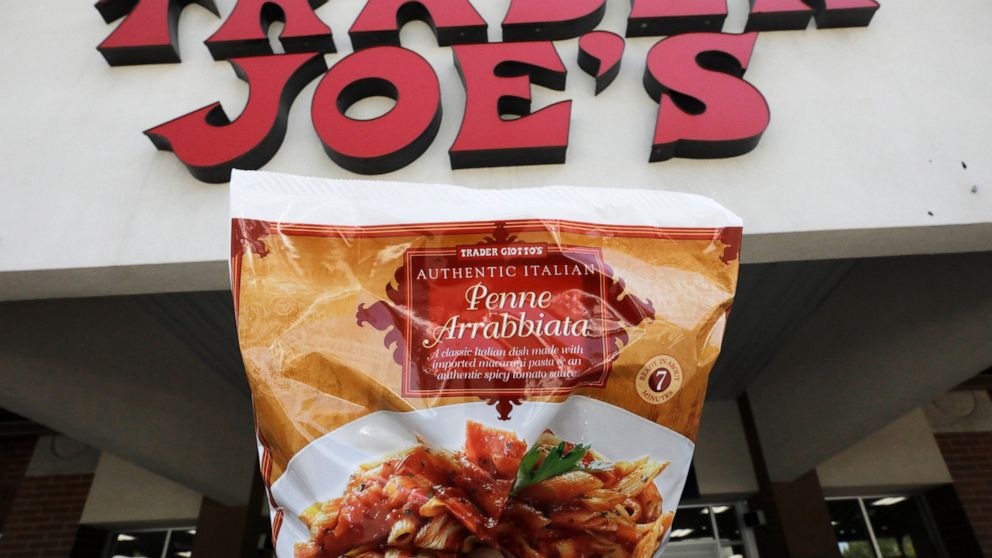 TRADER
JOE'S
TRADER GIOTTO'S
AUTHENTIC ITALIAN
Penne
Arrabbiata
A classic Italian dish made with
imported macaroni pasta & an
authentic spicy tomato sauce
READY IN ABOUT
7
MINUTES